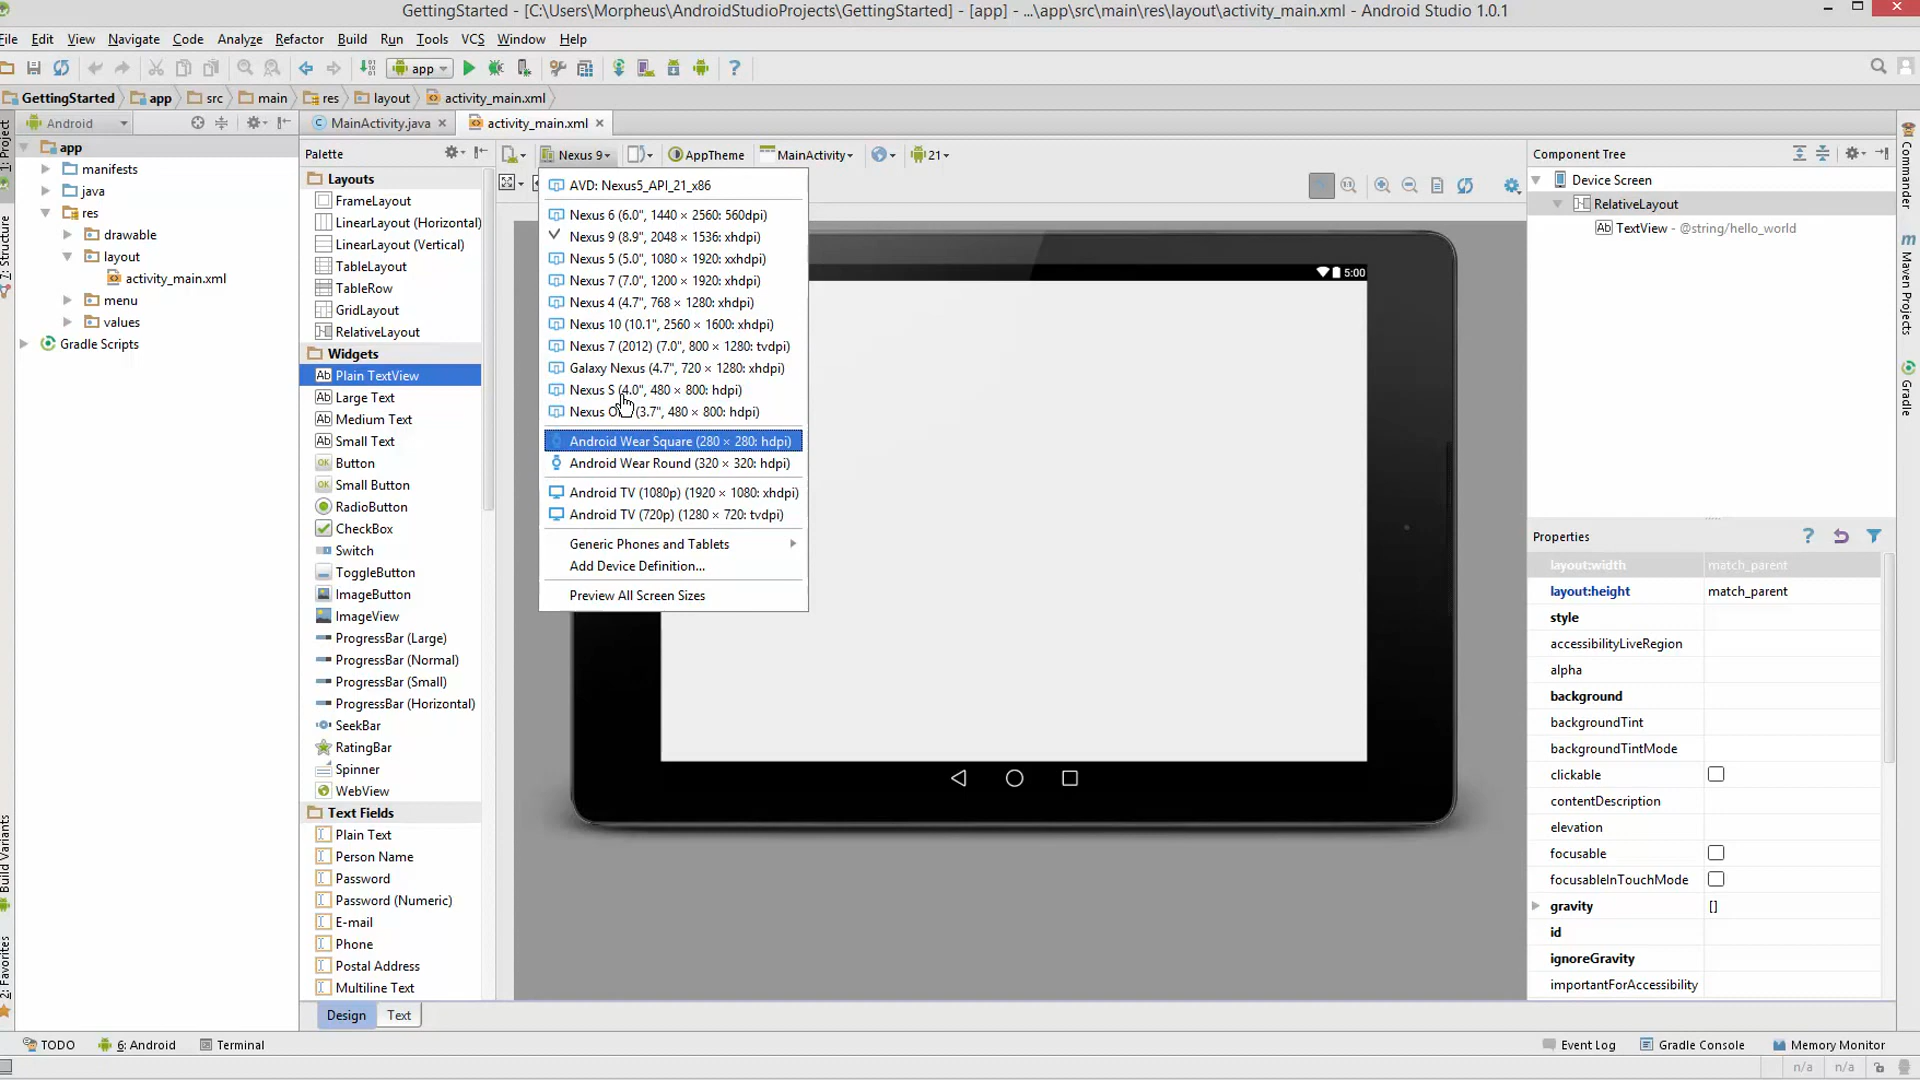 GettingStarted - [C:\Users\Morpheus\AndroidStudioProjects\GettingStarted] - [app] - ...\app\src\main\res\layout\activity_main.xml - Android Studio 1.0.1
File Edit View Navigate Code Analyze Refactor Build Run Tools VCS Window Help
app
GettingStarted app src main res layout activity_main.xml
Android
MainActivity.java activity_main.xml
1: Project
7: Structure
Build Variants
2: Favorites
app
manifests
java
res
drawable
layout
activity_main.xml
menu
values
Gradle Scripts
Palette
Layouts
FrameLayout
LinearLayout (Horizontal)
LinearLayout (Vertical)
TableLayout
TableRow
GridLayout
RelativeLayout
Widgets
Plain TextView
Large Text
Medium Text
Small Text
Button
Small Button
RadioButton
CheckBox
Switch
ToggleButton
ImageButton
ImageView
ProgressBar (Large)
ProgressBar (Normal)
ProgressBar (Small)
ProgressBar (Horizontal)
SeekBar
RatingBar
Spinner
WebView
Text Fields
Plain Text
Person Name
Password
Password (Numeric)
E-mail
Phone
Postal Address
Multiline Text
Design Text
Nexus 9 AppTheme MainActivity 21
AVD: Nexus5_API_21_x86
Nexus 6 (6.0", 1440 × 2560: 560dpi)
Nexus 9 (8.9", 2048 × 1536: xhdpi)
Nexus 5 (5.0", 1080 × 1920: xxhdpi)
Nexus 7 (7.0", 1200 × 1920: xhdpi)
Nexus 4 (4.7", 768 × 1280: xhdpi)
Nexus 10 (10.1", 2560 × 1600: xhdpi)
Nexus 7 (2012) (7.0", 800 × 1280: tvdpi)
Galaxy Nexus (4.7", 720 × 1280: xhdpi)
Nexus S (4.0", 480 × 800: hdpi)
Nexus (3.7", 480 × 800: hdpi)
Android Wear Square (280 × 280: hdpi)
Android Wear Round (320 × 320: hdpi)
Android TV (1080p) (1920 × 1080: xhdpi)
Android TV (720p) (1280 × 720: tvdpi)
Generic Phones and Tablets
Add Device Definition...
Preview All Screen Sizes
5:00
Component Tree
Device Screen
RelativeLayout
Ab TextView - @string/hello_world
Properties
layout:width match_parent
layout:height match_parent
style
accessibilityLiveRegion
alpha
background
backgroundTint
backgroundTintMode
clickable
contentDescription
elevation
focusable
focusableInTouchMode
gravity []
id
ignoreGravity
importantForAccessibility
Commander
m Maven Projects
Gradle
TODO 6: Android Terminal
Event Log Gradle Console Memory Monitor
n/a n/a